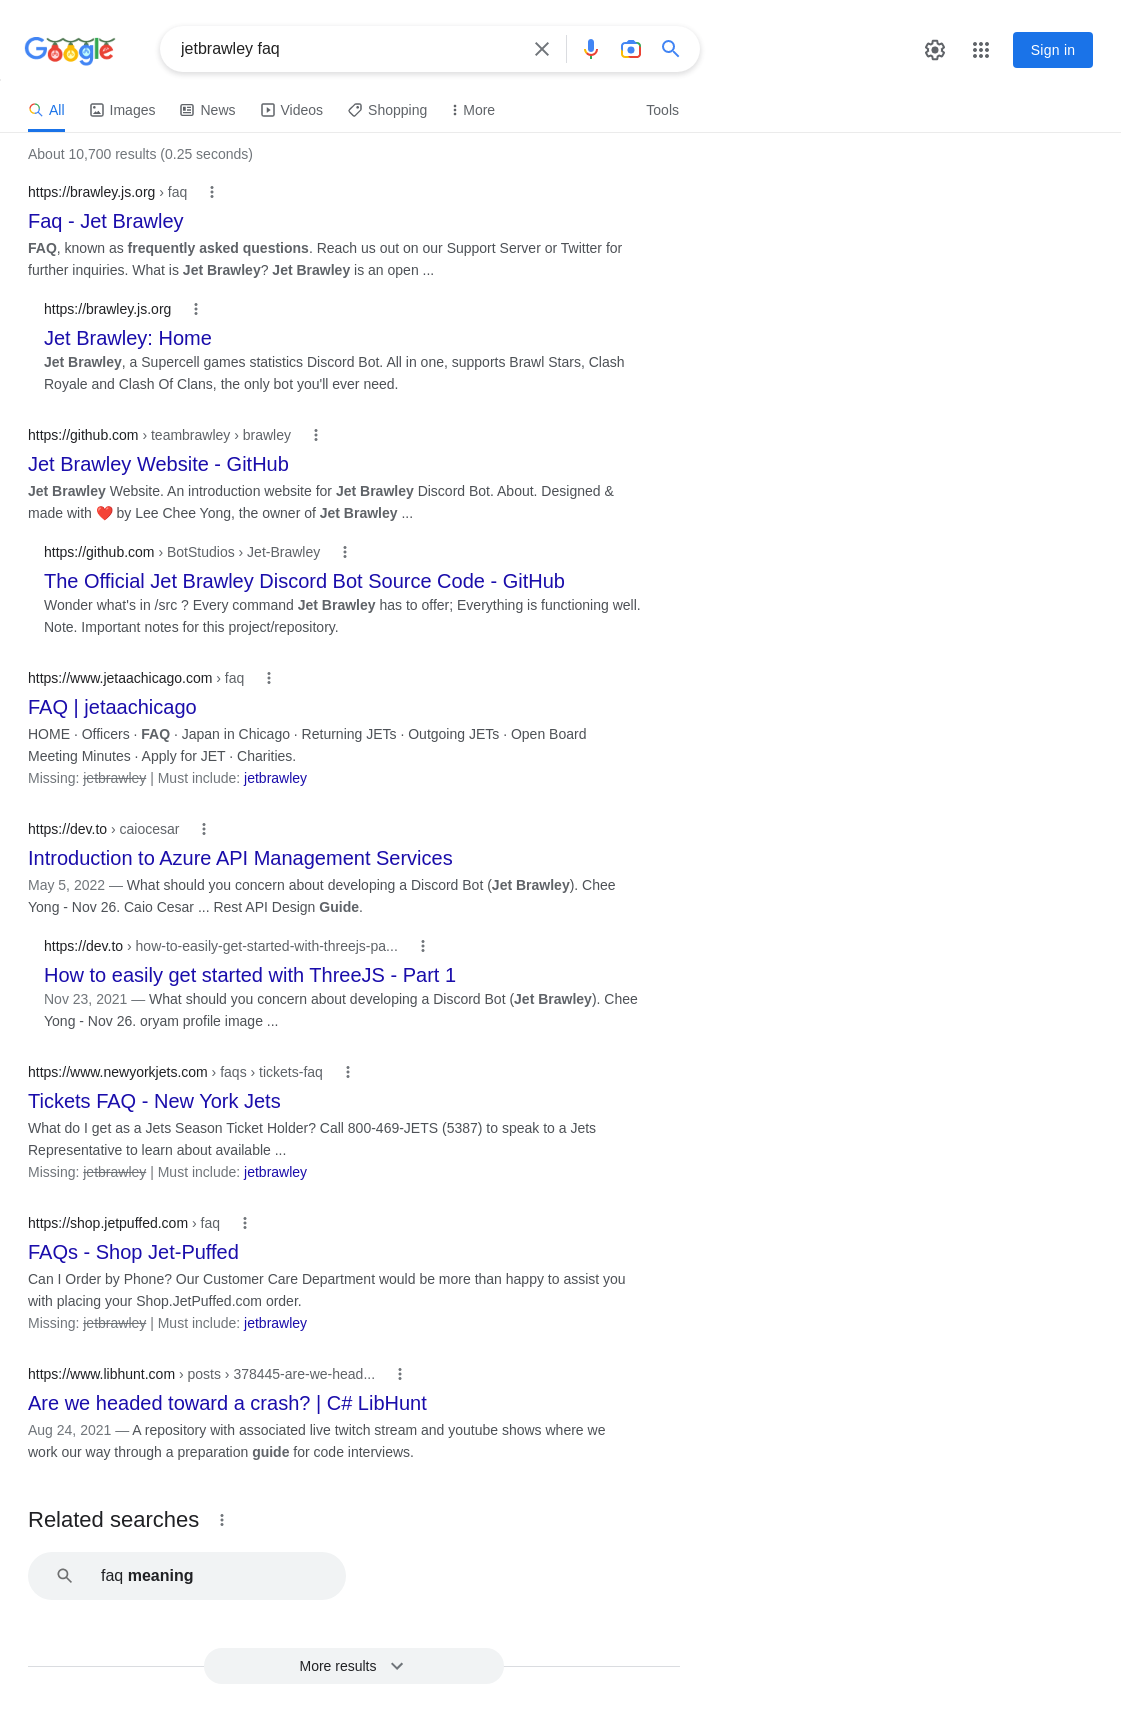 Google
jetbrawley faq
Sign in
All
Images
News
Videos
Shopping
More
Tools
About 10,700 results (0.25 seconds)
https://brawley.js.org › faq
Faq - Jet Brawley
FAQ, known as frequently asked questions. Reach us out on our Support Server or Twitter for
further inquiries. What is Jet Brawley? Jet Brawley is an open ...
https://brawley.js.org
Jet Brawley: Home
Jet Brawley, a Supercell games statistics Discord Bot. All in one, supports Brawl Stars, Clash
Royale and Clash Of Clans, the only bot you'll ever need.
https://github.com › teambrawley › brawley
Jet Brawley Website - GitHub
Jet Brawley Website. An introduction website for Jet Brawley Discord Bot. About. Designed &
made with ❤️ by Lee Chee Yong, the owner of Jet Brawley ...
https://github.com › BotStudios › Jet-Brawley
The Official Jet Brawley Discord Bot Source Code - GitHub
Wonder what's in /src ? Every command Jet Brawley has to offer; Everything is functioning well.
Note. Important notes for this project/repository.
https://www.jetaachicago.com › faq
FAQ | jetaachicago
HOME · Officers · FAQ · Japan in Chicago · Returning JETs · Outgoing JETs · Open Board
Meeting Minutes · Apply for JET · Charities.
Missing: jetbrawley | Must include: jetbrawley
https://dev.to › caiocesar
Introduction to Azure API Management Services
May 5, 2022 — What should you concern about developing a Discord Bot (Jet Brawley). Chee
Yong - Nov 26. Caio Cesar ... Rest API Design Guide.
https://dev.to › how-to-easily-get-started-with-threejs-pa...
How to easily get started with ThreeJS - Part 1
Nov 23, 2021 — What should you concern about developing a Discord Bot (Jet Brawley). Chee
Yong - Nov 26. oryam profile image ...
https://www.newyorkjets.com › faqs › tickets-faq
Tickets FAQ - New York Jets
What do I get as a Jets Season Ticket Holder? Call 800-469-JETS (5387) to speak to a Jets
Representative to learn about available ...
Missing: jetbrawley | Must include: jetbrawley
https://shop.jetpuffed.com › faq
FAQs - Shop Jet-Puffed
Can I Order by Phone? Our Customer Care Department would be more than happy to assist you
with placing your Shop.JetPuffed.com order.
Missing: jetbrawley | Must include: jetbrawley
https://www.libhunt.com › posts › 378445-are-we-head...
Are we headed toward a crash? | C# LibHunt
Aug 24, 2021 — A repository with associated live twitch stream and youtube shows where we
work our way through a preparation guide for code interviews.
Related searches
faq meaning
More results